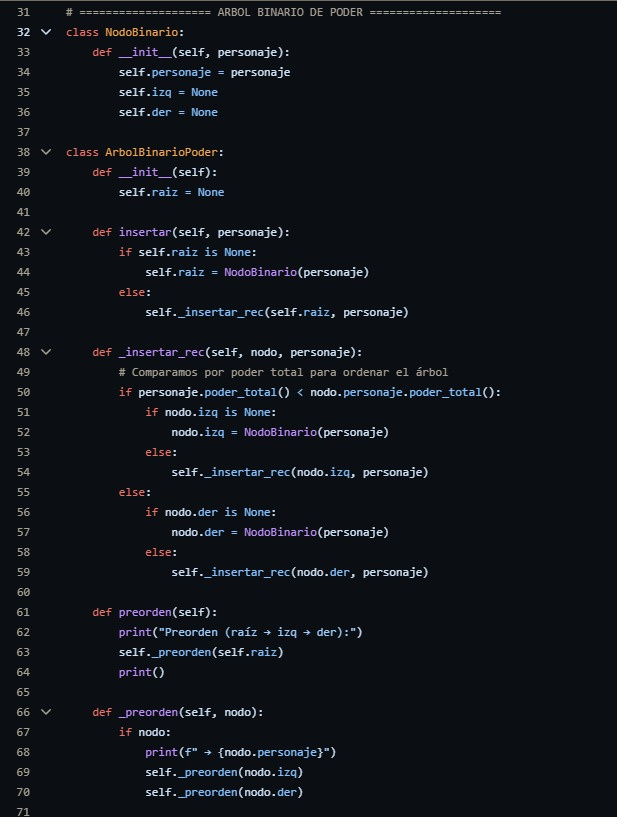 31 # ==================== ARBOL BINARIO DE PODER ====================
32 class NodoBinario:
33     def __init__(self, personaje):
34         self.personaje = personaje
35         self.izq = None
36         self.der = None
37
38 class ArbolBinarioPoder:
39     def __init__(self):
40         self.raiz = None
41
42     def insertar(self, personaje):
43         if self.raiz is None:
44             self.raiz = NodoBinario(personaje)
45         else:
46             self._insertar_rec(self.raiz, personaje)
47
48     def _insertar_rec(self, nodo, personaje):
49         # Comparamos por poder total para ordenar el árbol
50         if personaje.poder_total() < nodo.personaje.poder_total():
51             if nodo.izq is None:
52                 nodo.izq = NodoBinario(personaje)
53             else:
54                 self._insertar_rec(nodo.izq, personaje)
55         else:
56             if nodo.der is None:
57                 nodo.der = NodoBinario(personaje)
58             else:
59                 self._insertar_rec(nodo.der, personaje)
60
61     def preorden(self):
62         print("Preorden (raíz → izq → der):")
63         self._preorden(self.raiz)
64         print()
65
66     def _preorden(self, nodo):
67         if nodo:
68             print(f" → {nodo.personaje}")
69             self._preorden(nodo.izq)
70             self._preorden(nodo.der)
71